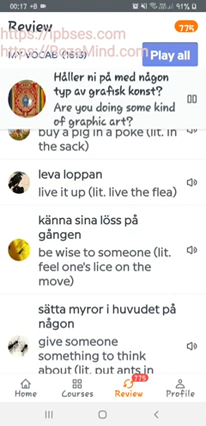 00:17 +B 91%
Review 77%
https://ipbses.com
https://BozaMind.com
MY VOCAB (1613)
Play all
Håller ni på med någon
typ av grafisk konst?
Are you doing some kind
of graphic art?
buy a pig in a poke (lit. in
the sack)
leva loppan
live it up (lit. live the flea)
känna sina löss på
gången
be wise to someone (lit.
feel one's lice on the
move)
sätta myror i huvudet på
någon
give someone
something to think
about (lit. put ants in
775
Home Courses Review Profile